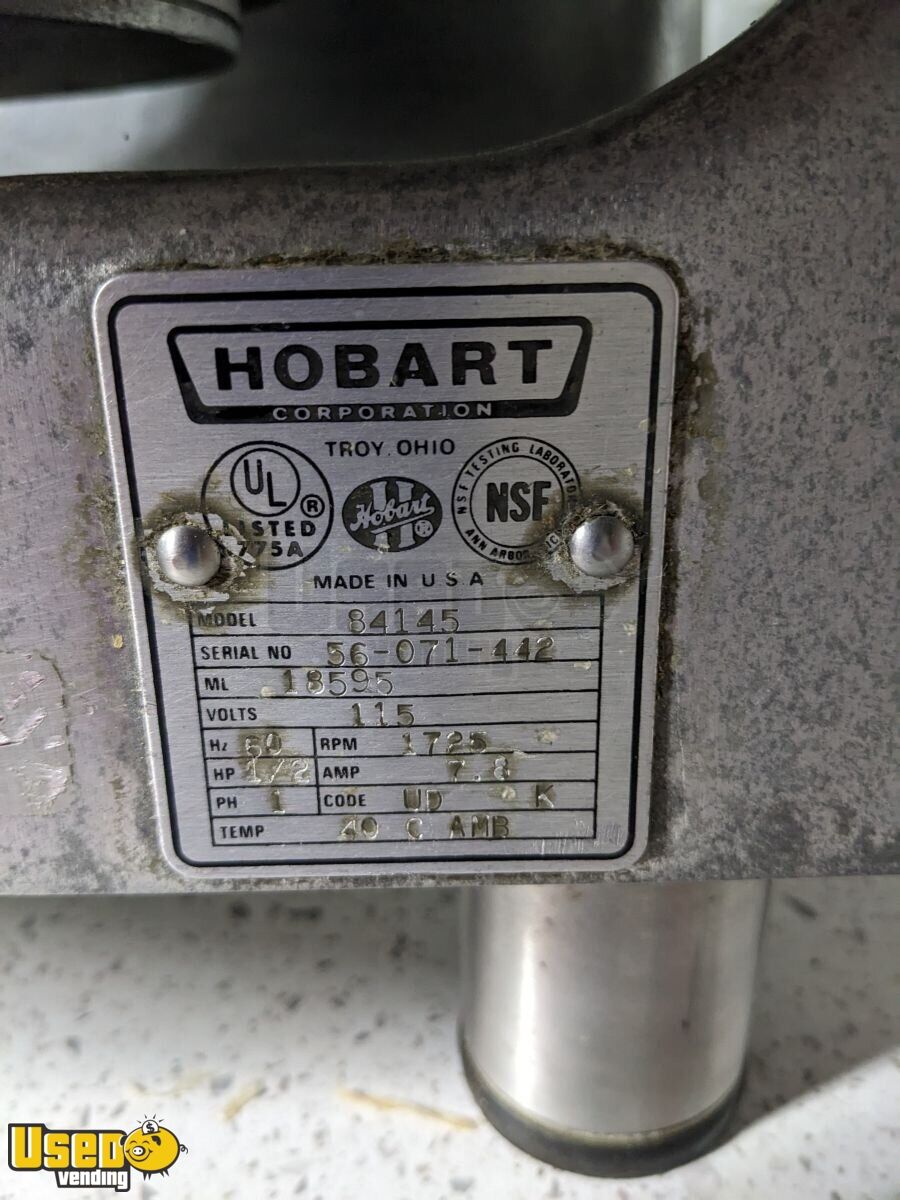 HOBART
CORPORATION
TROY, OHIO
UL ®
LISTED
775A
Hobart
NSF TESTING LABORATORY
NSF
ANN ARBOR
MADE IN U S A
MODEL 84145
SERIAL NO 56-071-442
ML 18595
VOLTS 115
Hz 60 RPM 1725
HP 1/2 AMP 7.8
PH 1 CODE UD K
TEMP 40 C AMB
USED
vending